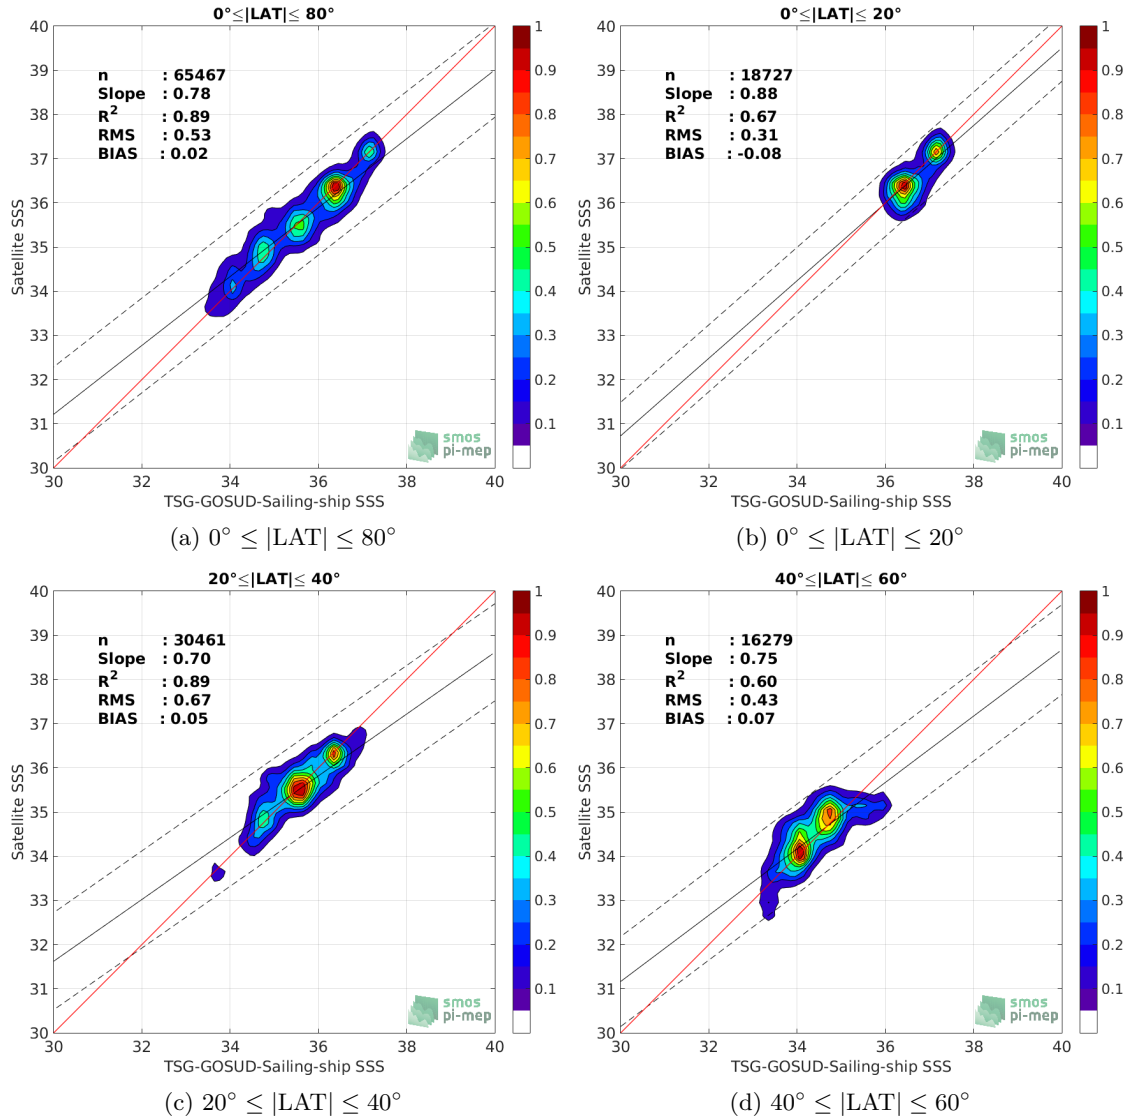 0°≤|LAT|≤ 80°
n : 65467
Slope : 0.78
R² : 0.89
RMS : 0.53
BIAS : 0.02
40
39
38
37
36
35
34
33
32
31
30
Satellite SSS
30 32 34 36 38 40
TSG-GOSUD-Sailing-ship SSS
1
0.9
0.8
0.7
0.6
0.5
0.4
0.3
0.2
0.1
smos
pi-mep
(a) 0° ≤ |LAT| ≤ 80°
0°≤|LAT|≤ 20°
n : 18727
Slope : 0.88
R² : 0.67
RMS : 0.31
BIAS : -0.08
40
39
38
37
36
35
34
33
32
31
30
Satellite SSS
30 32 34 36 38 40
TSG-GOSUD-Sailing-ship SSS
1
0.9
0.8
0.7
0.6
0.5
0.4
0.3
0.2
0.1
smos
pi-mep
(b) 0° ≤ |LAT| ≤ 20°
20°≤|LAT|≤ 40°
n : 30461
Slope : 0.70
R² : 0.89
RMS : 0.67
BIAS : 0.05
40
39
38
37
36
35
34
33
32
31
30
Satellite SSS
30 32 34 36 38 40
TSG-GOSUD-Sailing-ship SSS
1
0.9
0.8
0.7
0.6
0.5
0.4
0.3
0.2
0.1
smos
pi-mep
(c) 20° ≤ |LAT| ≤ 40°
40°≤|LAT|≤ 60°
n : 16279
Slope : 0.75
R² : 0.60
RMS : 0.43
BIAS : 0.07
40
39
38
37
36
35
34
33
32
31
30
Satellite SSS
30 32 34 36 38 40
TSG-GOSUD-Sailing-ship SSS
1
0.9
0.8
0.7
0.6
0.5
0.4
0.3
0.2
0.1
smos
pi-mep
(d) 40° ≤ |LAT| ≤ 60°